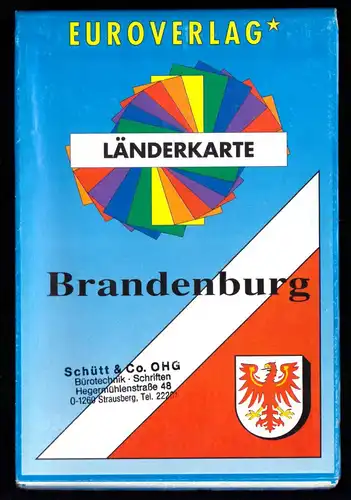 EUROVERLAG*
LÄNDERKARTE
Brandenburg
Schütt & Co. OHG
Bürotechnik · Schriften
Hegermühlenstraße 48
O-1260 Strausberg, Tel.